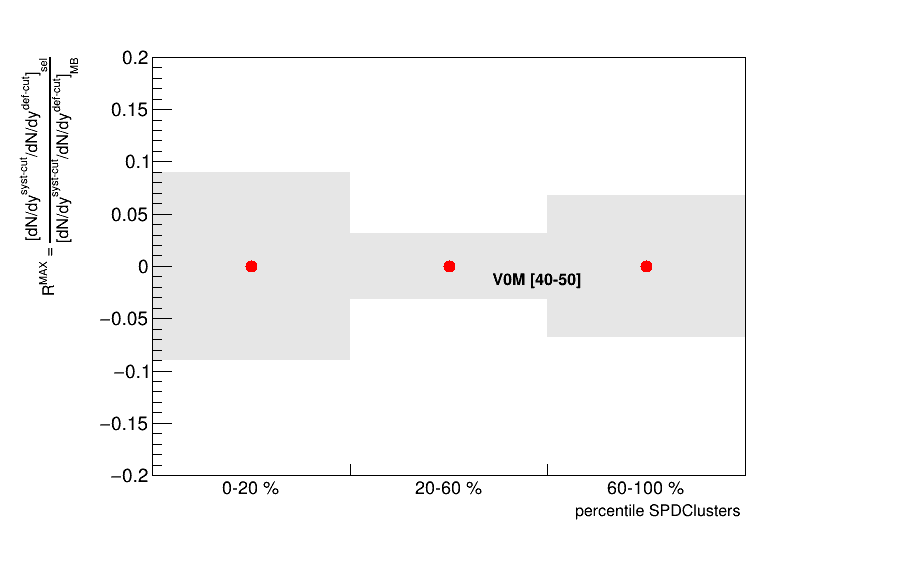 R^MAX = [dN/dy^syst-cut/dN/dy^def-cut]_sel
[dN/dy^syst-cut/dN/dy^def-cut]_MB
0.2
0.15
0.1
0.05
0
−0.05
−0.1
−0.15
−0.2
V0M [40-50]
0-20 % 20-60 % 60-100 %
percentile SPDClusters